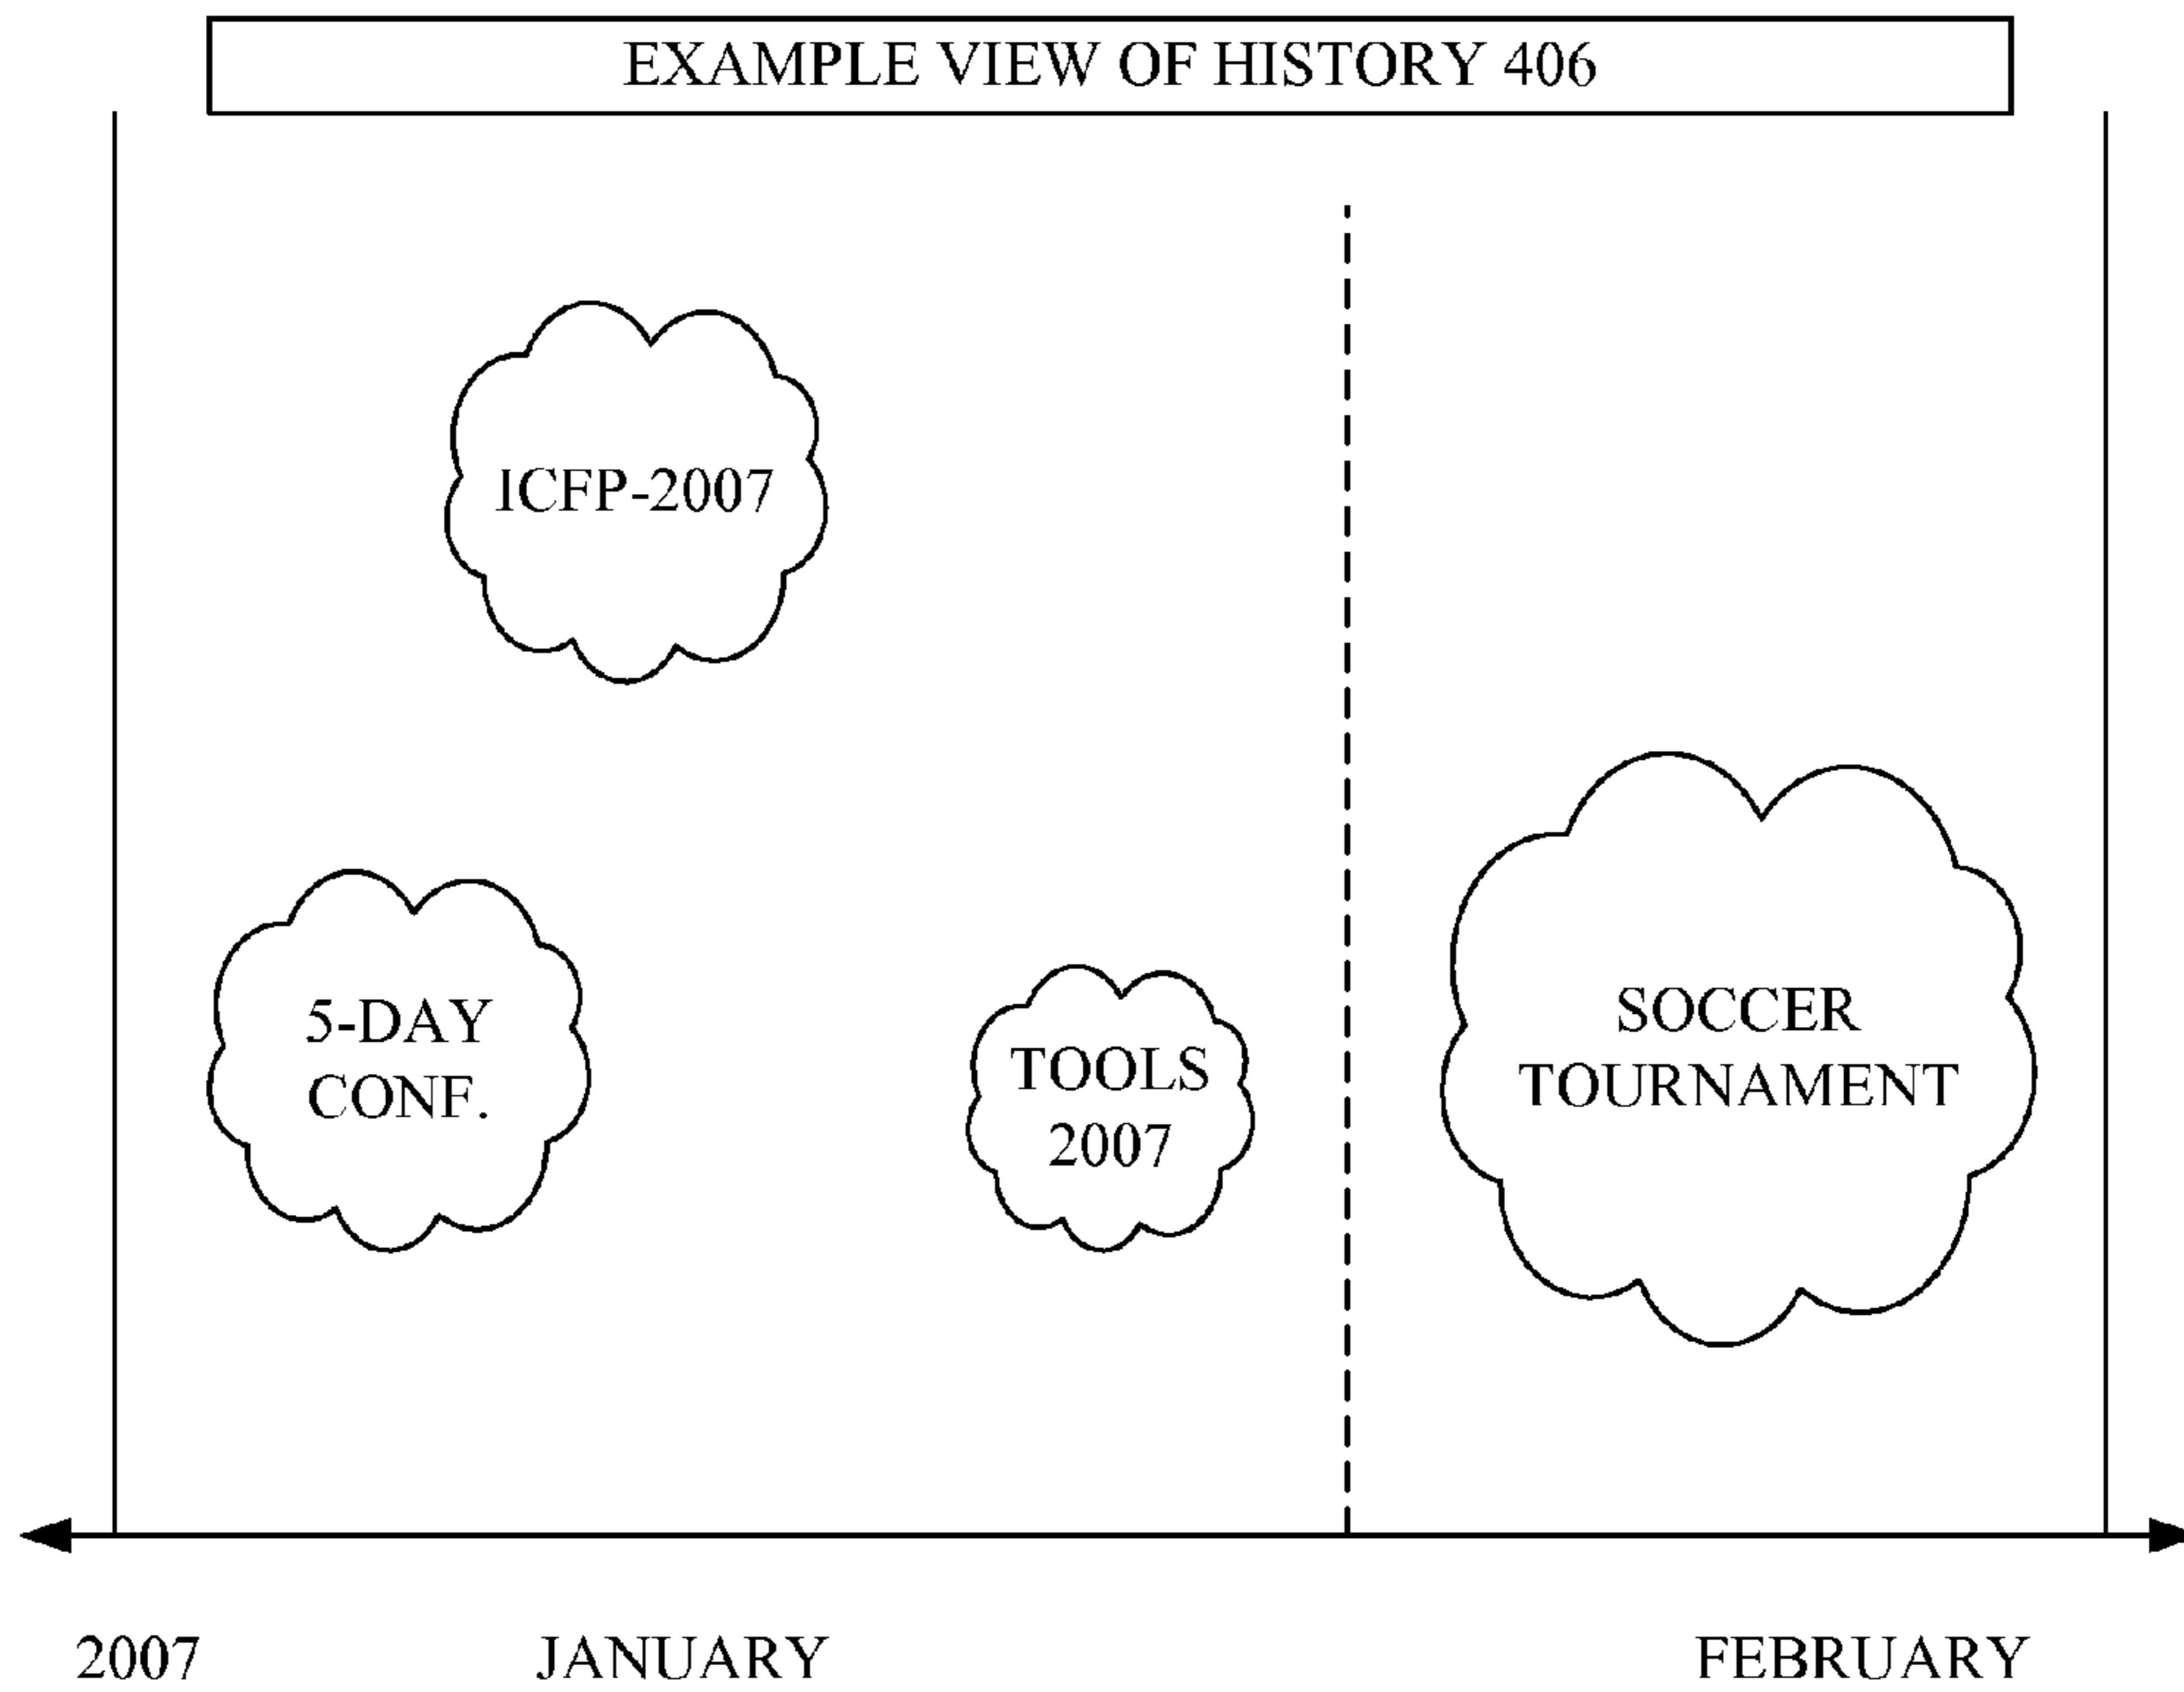 EXAMPLE VIEW OF HISTORY 406
ICFP-2007
5-DAY
CONF.
TOOLS
2007
SOCCER
TOURNAMENT
2007
JANUARY
FEBRUARY